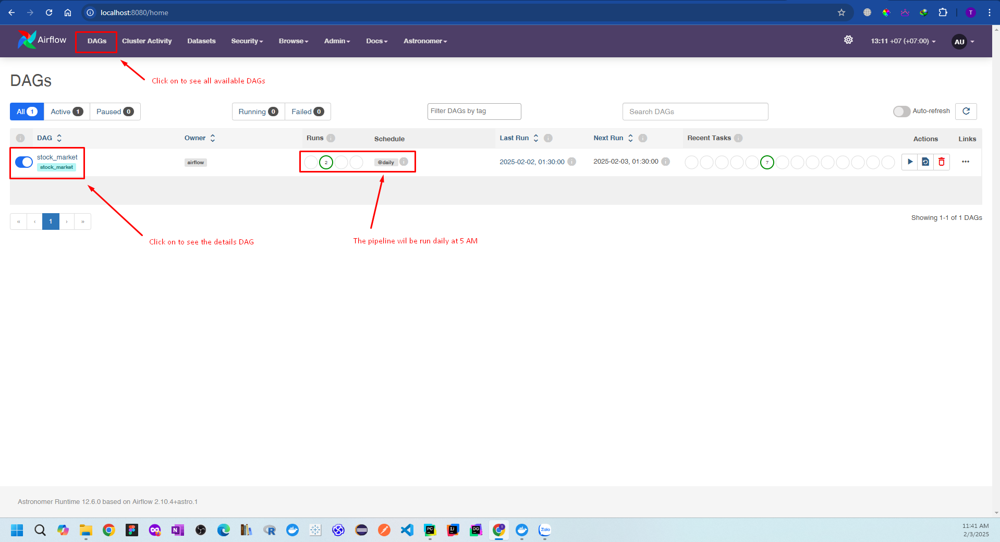 localhost:8080/home
T
Airflow
DAGs
Cluster Activity
Datasets
Security
Browse
Admin
Docs
Astronomer
13:11 +07 (+07:00)
AU
Click on to see all available DAGs
DAGs
All 1
Active 1
Paused 0
Running 0
Failed 0
Filter DAGs by tag
Search DAGs
Auto-refresh
i
DAG
Owner
Runs i
Schedule
Last Run i
Next Run i
Recent Tasks i
Actions
Links
stock_market
stock_market
airflow
2
@daily i
2025-02-02, 01:30:00 i
2025-02-03, 01:30:00 i
7
« ‹ 1 › »
Showing 1-1 of 1 DAGs
Click on to see the details DAG
The pipeline wil be run daily at 5 AM
Astronomer Runtime 12.6.0 based on Airflow 2.10.4+astro.1
N
R
PC
IJ
DG
T
Zalo
11:41 AM
2/3/2025